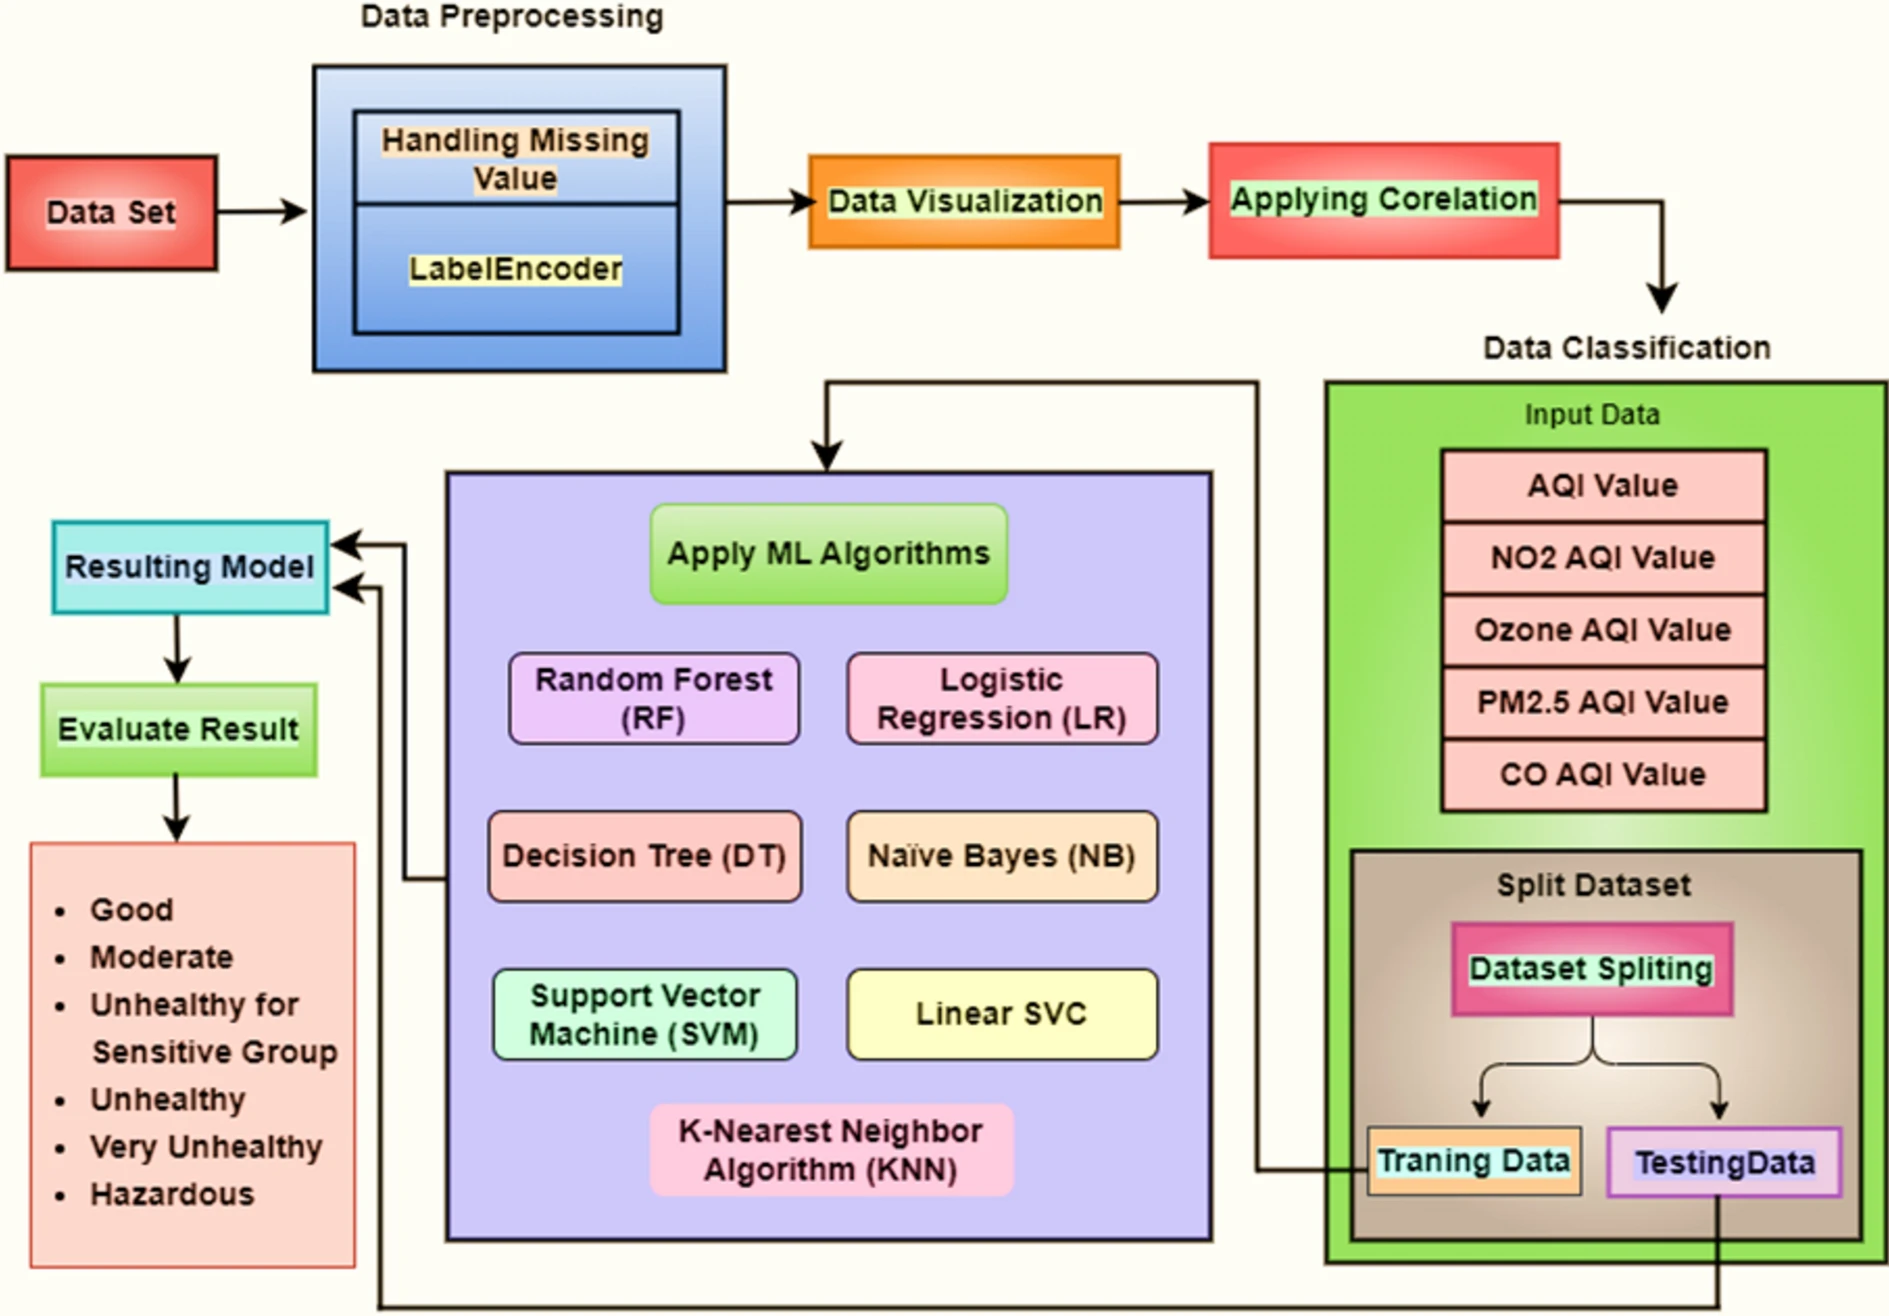 Data Preprocessing
Data Set
Handling Missing
Value
LabelEncoder
Data Visualization
Applying Corelation
Data Classification
Input Data
AQI Value
NO2 AQI Value
Ozone AQI Value
PM2.5 AQI Value
CO AQI Value
Split Dataset
Dataset Spliting
Traning Data
TestingData
Apply ML Algorithms
Random Forest
(RF)
Logistic
Regression (LR)
Decision Tree (DT)
Naïve Bayes (NB)
Support Vector
Machine (SVM)
Linear SVC
K-Nearest Neighbor
Algorithm (KNN)
Resulting Model
Evaluate Result
• Good
• Moderate
• Unhealthy for
Sensitive Group
• Unhealthy
• Very Unhealthy
• Hazardous